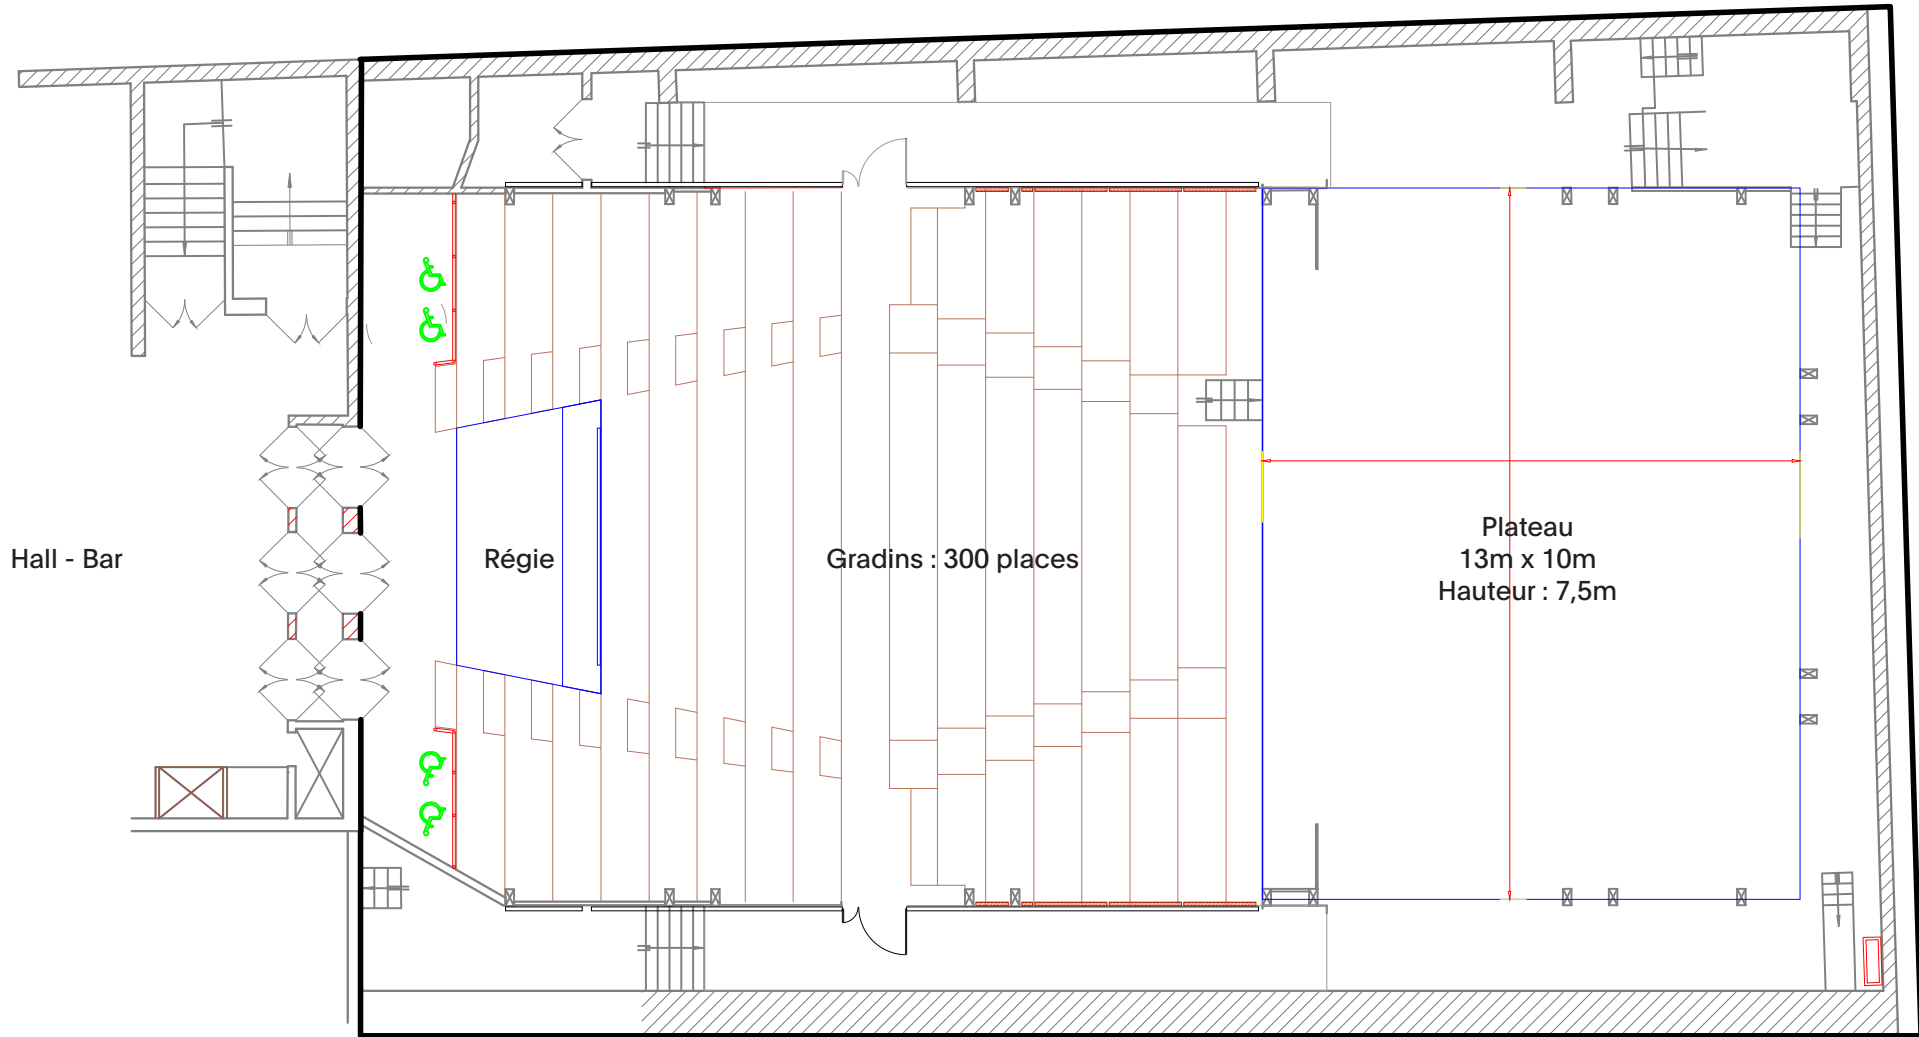 Hall - Bar
Régie
Gradins : 300 places
Plateau
13m x 10m
Hauteur : 7,5m